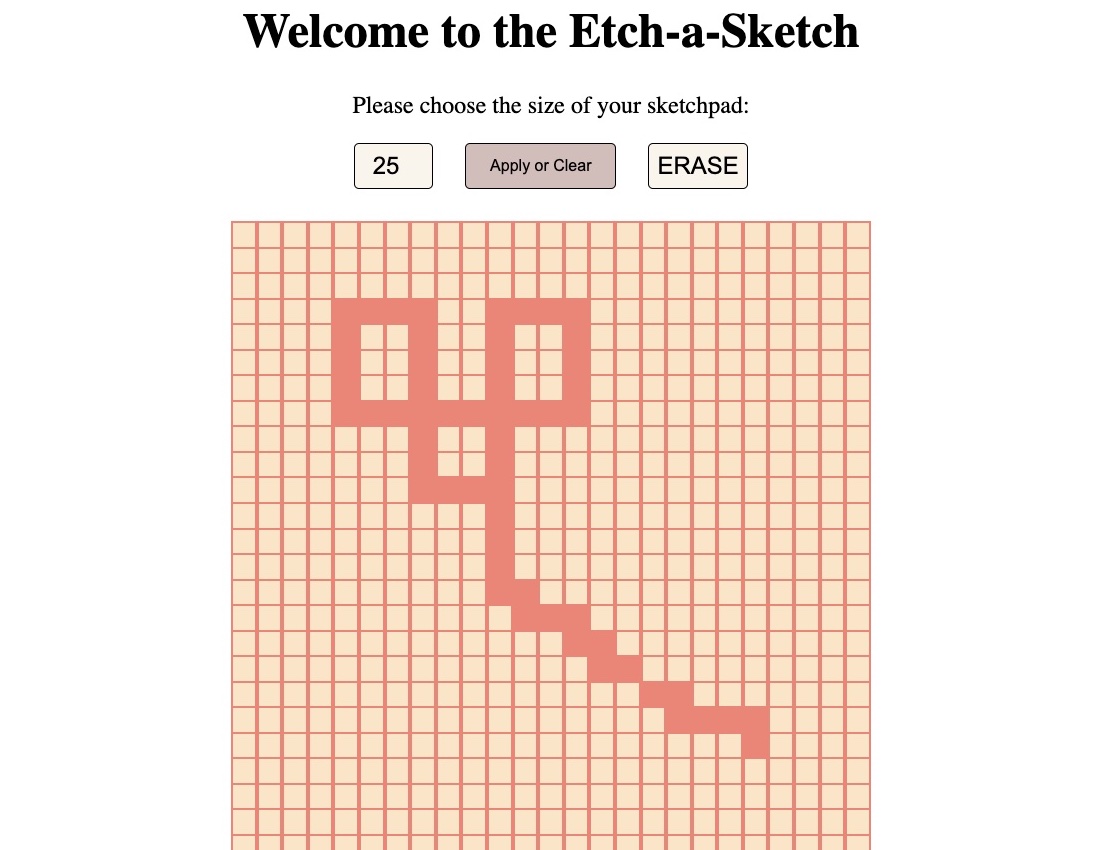 Welcome to the Etch-a-Sketch
Please choose the size of your sketchpad:
25 Apply or Clear ERASE